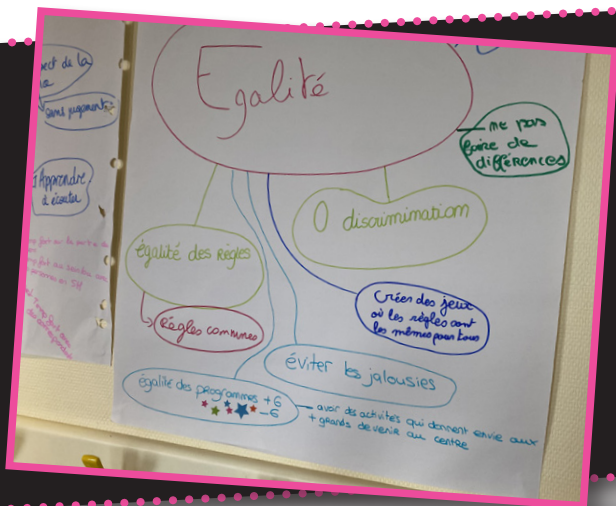 ect de la
sans jugement
Apprendre
à écouter
Egalité
ne pas
faire de
différences
0 discrimination
égalité des Règles
Règles communes
Créer des jeux
où les règles sont
les mêmes pour tous
éviter les jalousies
égalité des programmes +6
-6
avoir des activités qui donnent envie aux
+ grands de venir au centre